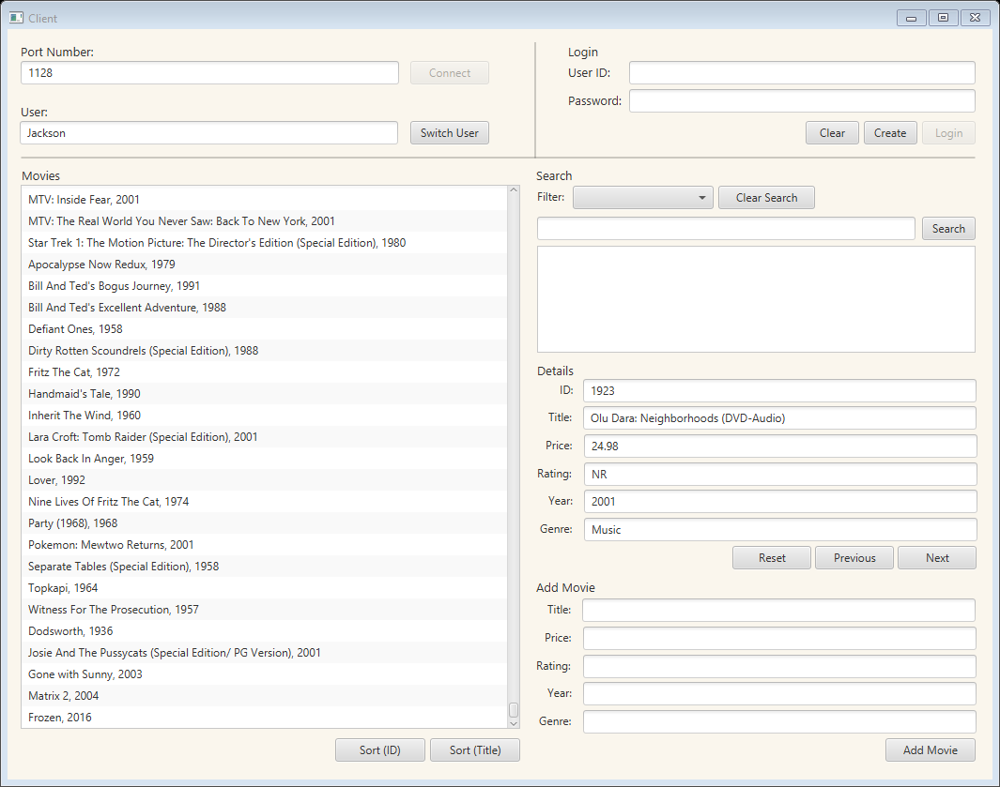 Client
Port Number:
1128
Connect
User:
Jackson
Switch User
Login
User ID:
Password:
Clear
Create
Login
Movies
MTV: Inside Fear, 2001
MTV: The Real World You Never Saw: Back To New York, 2001
Star Trek 1: The Motion Picture: The Director's Edition (Special Edition), 1980
Apocalypse Now Redux, 1979
Bill And Ted's Bogus Journey, 1991
Bill And Ted's Excellent Adventure, 1988
Defiant Ones, 1958
Dirty Rotten Scoundrels (Special Edition), 1988
Fritz The Cat, 1972
Handmaid's Tale, 1990
Inherit The Wind, 1960
Lara Croft: Tomb Raider (Special Edition), 2001
Look Back In Anger, 1959
Lover, 1992
Nine Lives Of Fritz The Cat, 1974
Party (1968), 1968
Pokemon: Mewtwo Returns, 2001
Separate Tables (Special Edition), 1958
Topkapi, 1964
Witness For The Prosecution, 1957
Dodsworth, 1936
Josie And The Pussycats (Special Edition/ PG Version), 2001
Gone with Sunny, 2003
Matrix 2, 2004
Frozen, 2016
Sort (ID)
Sort (Title)
Search
Filter:
Clear Search
Search
Details
ID: 1923
Title: Olu Dara: Neighborhoods (DVD-Audio)
Price: 24.98
Rating: NR
Year: 2001
Genre: Music
Reset
Previous
Next
Add Movie
Title:
Price:
Rating:
Year:
Genre:
Add Movie